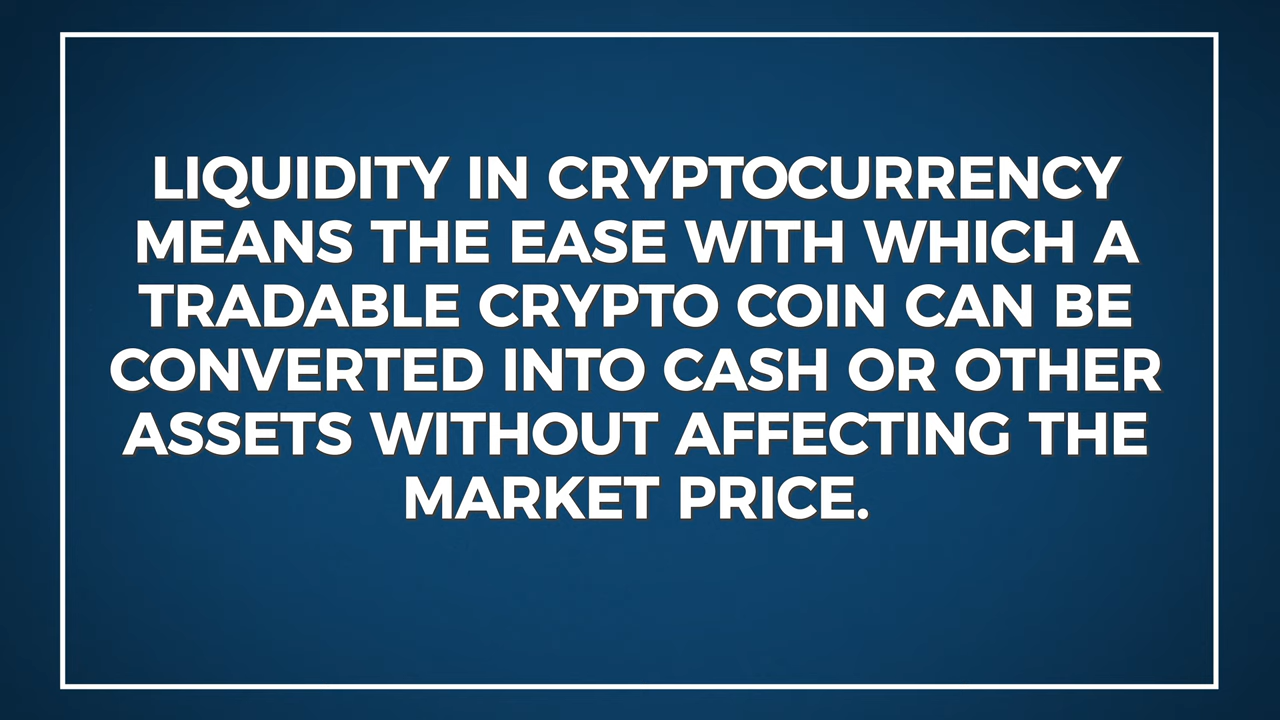 LIQUIDITY IN CRYPTOCURRENCY
MEANS THE EASE WITH WHICH A
TRADABLE CRYPTO COIN CAN BE
CONVERTED INTO CASH OR OTHER
ASSETS WITHOUT AFFECTING THE
MARKET PRICE.